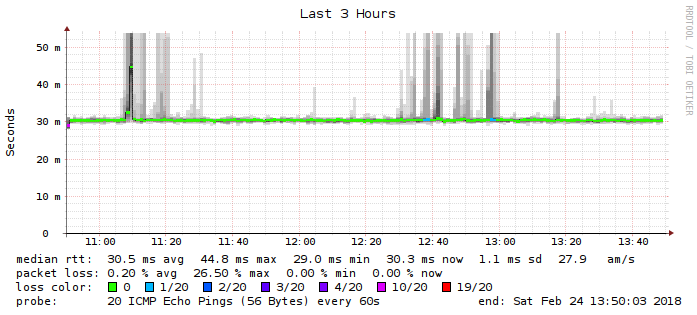 Last 3 Hours
RRDTOOL / TOBI OETIKER
Seconds
50 m
40 m
30 m
20 m
10 m
0
11:00 11:20 11:40 12:00 12:20 12:40 13:00 13:20 13:40
median rtt: 30.5 ms avg 44.8 ms max 29.0 ms min 30.3 ms now 1.1 ms sd 27.9 am/s
packet loss: 0.20 % avg 26.50 % max 0.00 % min 0.00 % now
loss color: 0 1/20 2/20 3/20 4/20 10/20 19/20
probe: 20 ICMP Echo Pings (56 Bytes) every 60s end: Sat Feb 24 13:50:03 2018